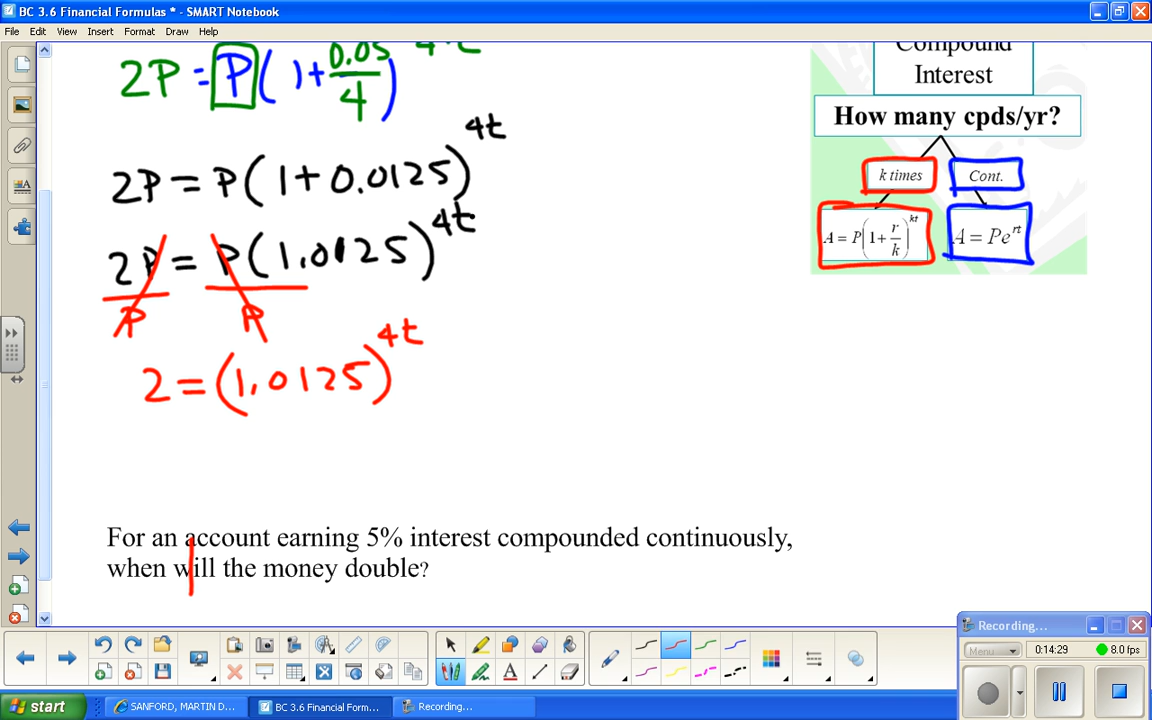 BC 3.6 Financial Formulas * - SMART Notebook
File Edit View Insert Format Draw Help
2P = P(1+0.05/4)^4t
2P = P(1+0.0125)^4t
2P = P(1.0125)^4t
P P
2 = (1.0125)^4t
Compound
Interest
How many cpds/yr?
k times Cont.
A = P(1+r/k)^kt A = Pe^rt
For an account earning 5% interest compounded continuously,
when will the money double?
Recording...
Menu 0:14:29 8.0 fps
start SANFORD, MARTIN D... BC 3.6 Financial Form... Recording...